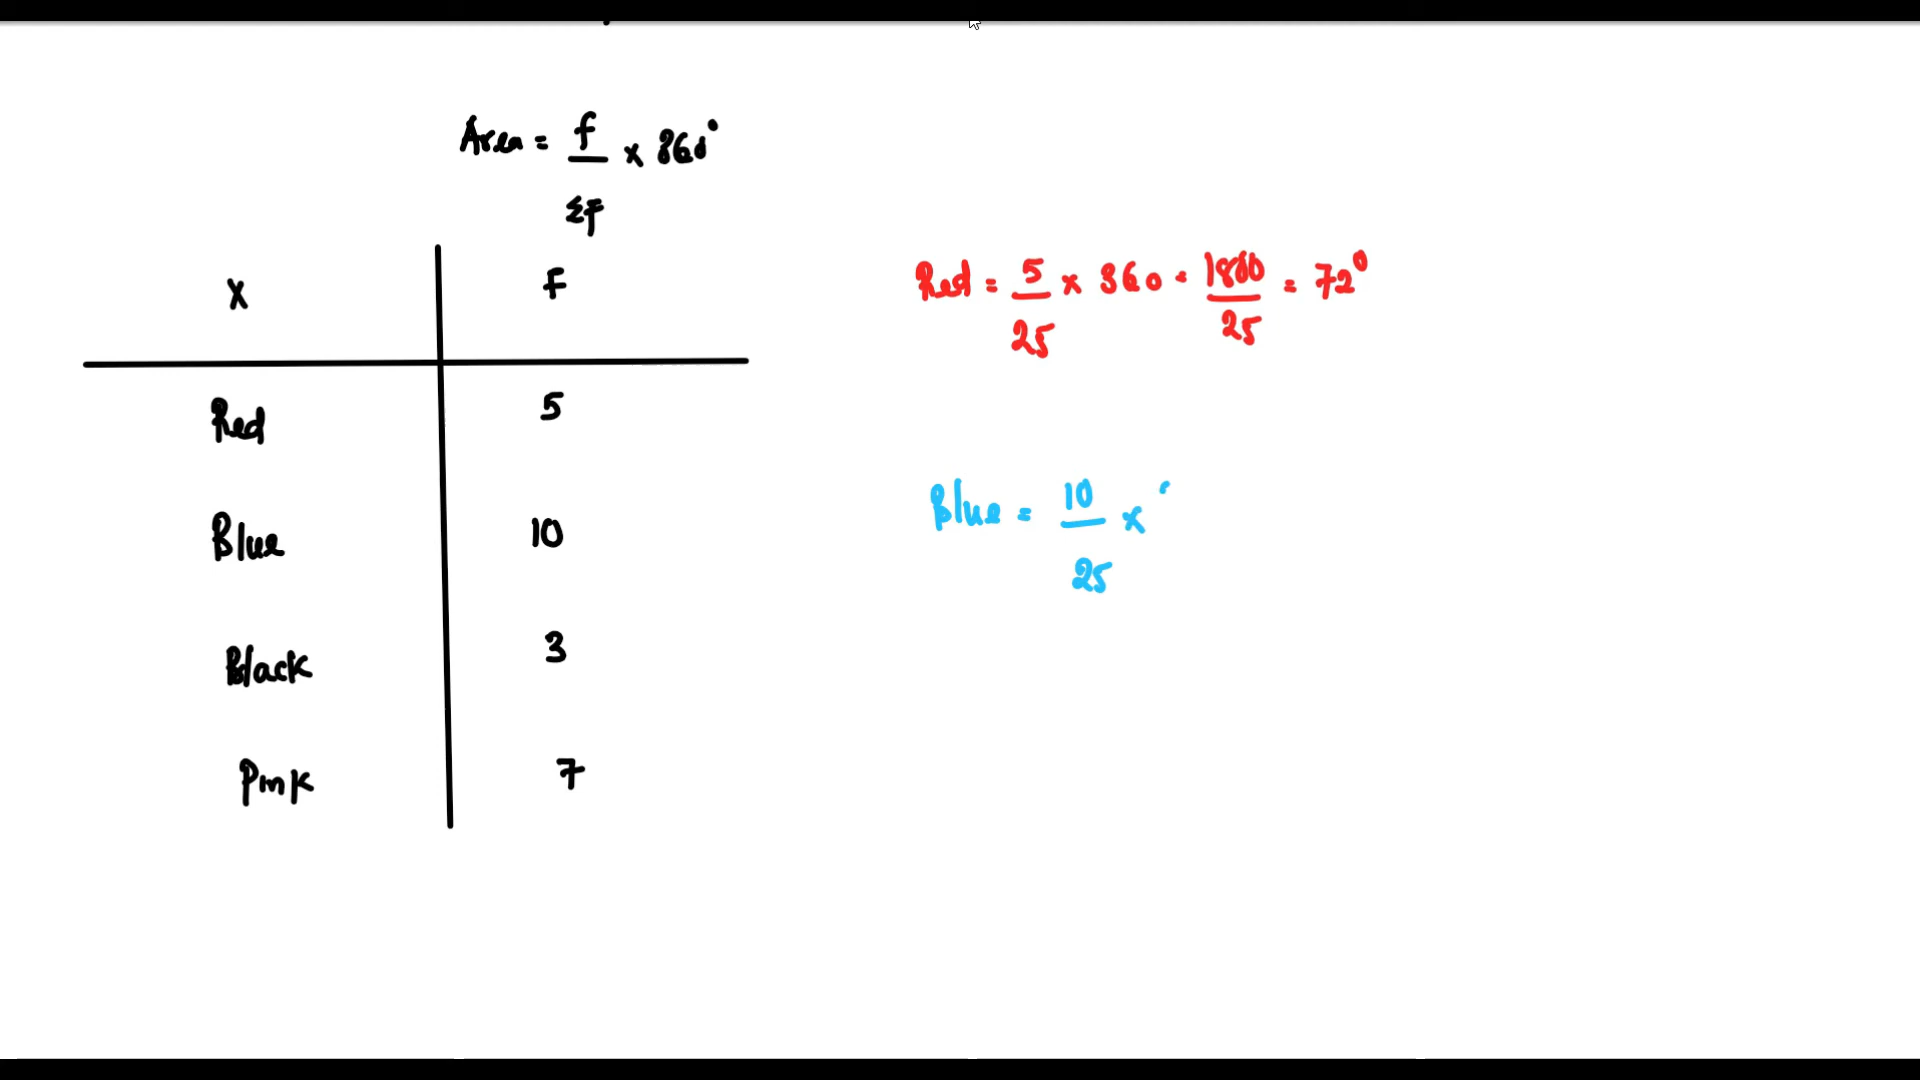 Area = f/Σf x 360°
X F
Red 5
Blue 10
Black 3
Pink 7
Red = 5/25 x 360 = 1800/25 = 72°
Blue = 10/25 x